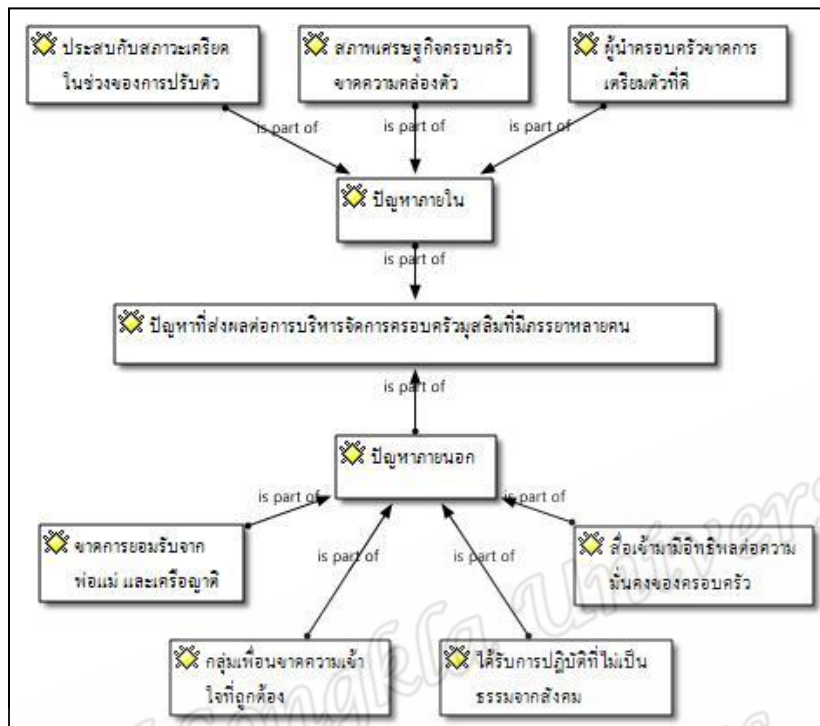 ประสบกับสภาวะเครียด
ในช่วงของการปรับตัว
สภาพเศรษฐกิจครอบครัว
ขาดความคล่องตัว
ผู้นำครอบครัวขาดการ
เตรียมตัวที่ดี
is part of
is part of
is part of
ปัญหาภายใน
is part of
ปัญหาที่ส่งผลต่อการบริหารจัดการครอบครัวมุสลิมที่มีภรรยาหลายคน
is part of
ปัญหาภายนอก
is part of
is part of
ขาดการยอมรับจาก
พ่อแม่ และเครือญาติ
is part of
is part of
สื่อเข้ามามีอิทธิพลต่อความ
มั่นคงของครอบครัว
กลุ่มเพื่อนขาดความเข้า
ใจที่ถูกต้อง
ได้รับการปฏิบัติที่ไม่เป็น
ธรรมจากสังคม